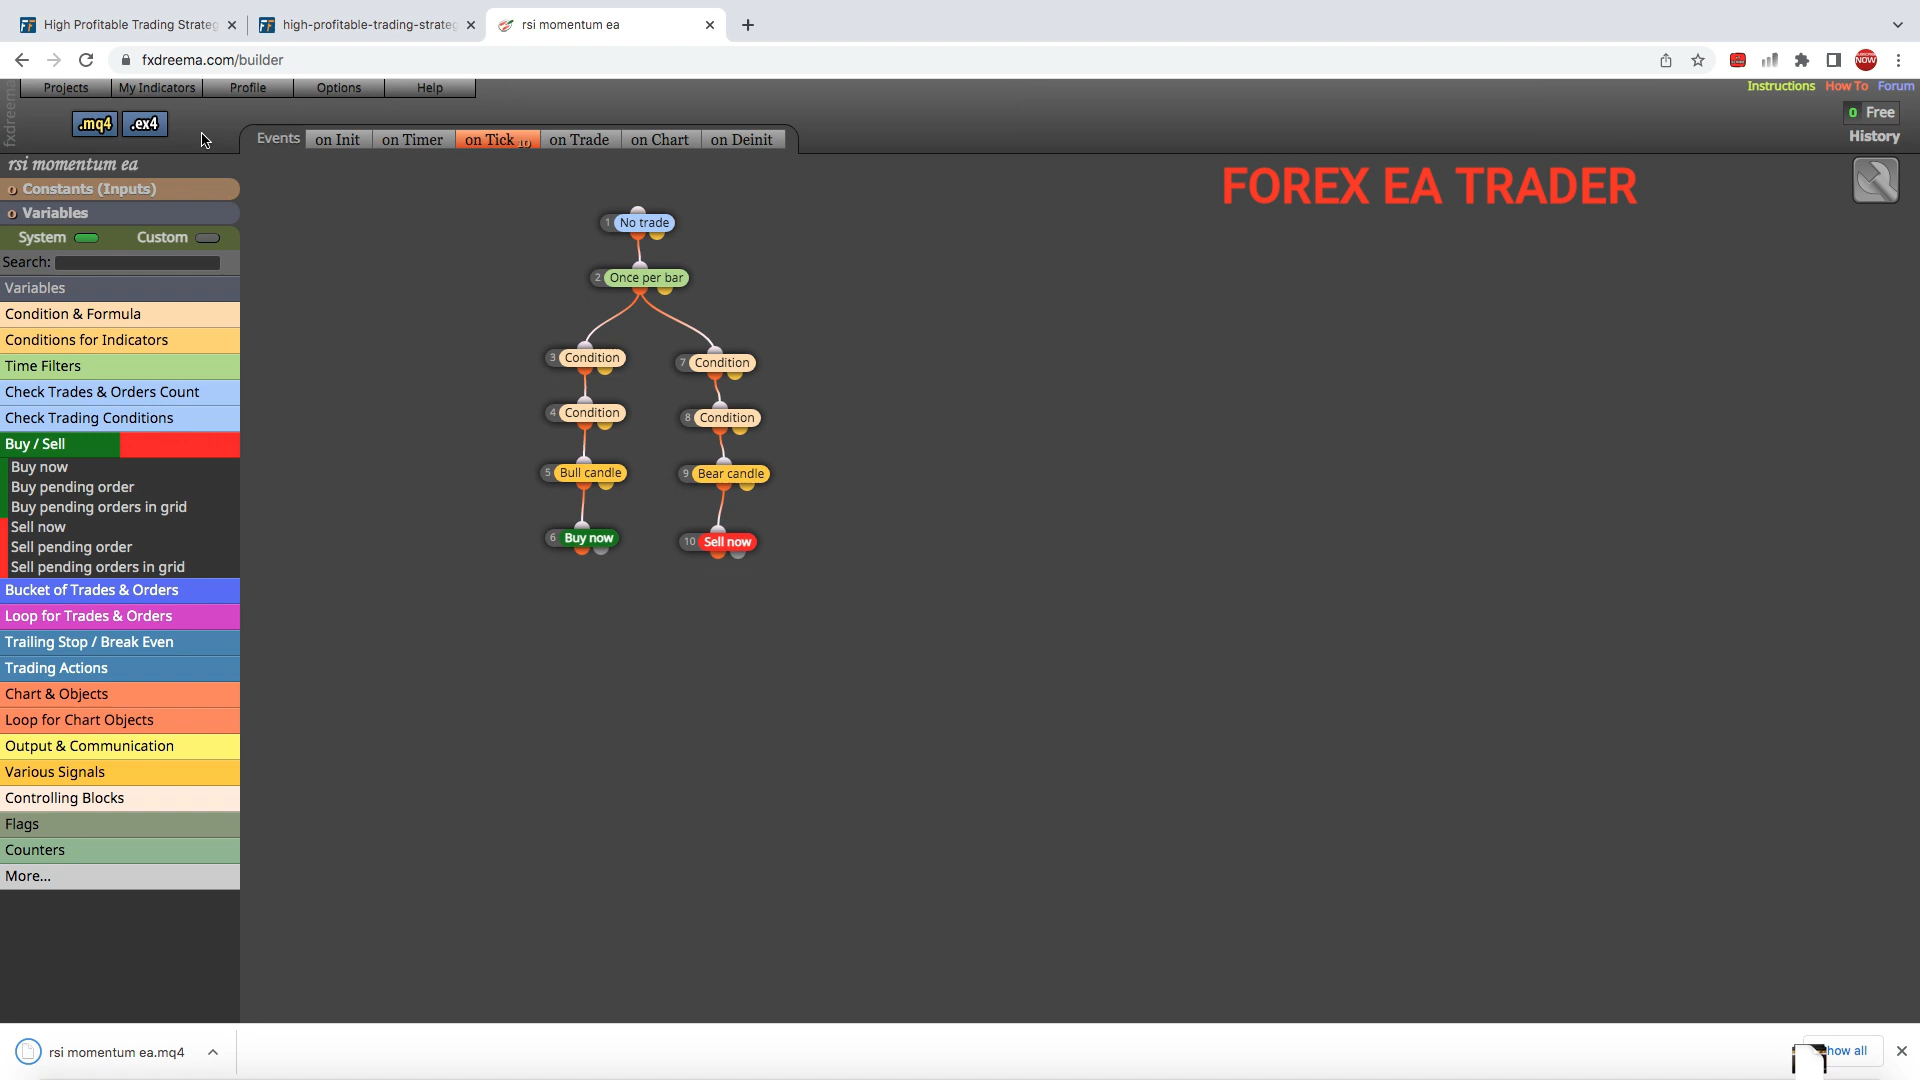 High Profitable Trading Strateg
high-profitable-trading-strateg
rsi momentum ea
fxdreema.com/builder
Projects
My Indicators
Profile
Options
Help
Instructions How To Forum
fxdreema
.mq4 .ex4
0 Free
History
Events on Init on Timer on Tick 10 on Trade on Chart on Deinit
rsi momentum ea
FOREX EA TRADER
0 Constants (Inputs)
0 Variables
System Custom
Search:
Variables
Condition & Formula
Conditions for Indicators
Time Filters
Check Trades & Orders Count
Check Trading Conditions
Buy / Sell
Buy now
Buy pending order
Buy pending orders in grid
Sell now
Sell pending order
Sell pending orders in grid
Bucket of Trades & Orders
Loop for Trades & Orders
Trailing Stop / Break Even
Trading Actions
Chart & Objects
Loop for Chart Objects
Output & Communication
Various Signals
Controlling Blocks
Flags
Counters
More...
1 No trade
2 Once per bar
3 Condition
7 Condition
4 Condition
8 Condition
5 Bull candle
9 Bear candle
6 Buy now
10 Sell now
rsi momentum ea.mq4
how all